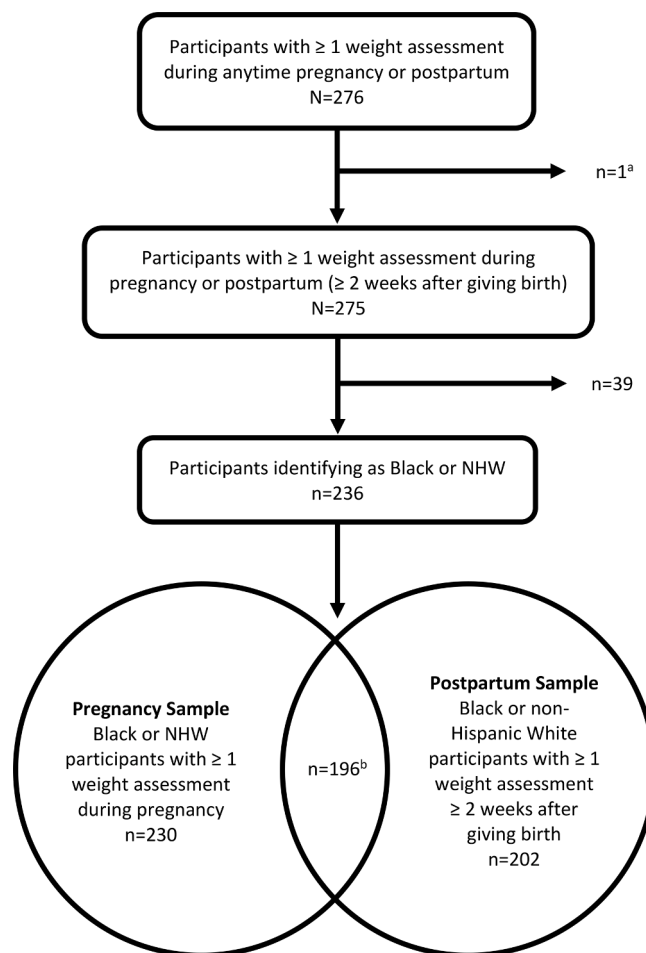 Participants with ≥ 1 weight assessment
during anytime pregnancy or postpartum
N=276
n=1ᵃ
Participants with ≥ 1 weight assessment during
pregnancy or postpartum (≥ 2 weeks after giving birth)
N=275
n=39
Participants identifying as Black or NHW
n=236
Pregnancy Sample
Black or NHW
participants with ≥ 1
weight assessment
during pregnancy
n=230
n=196ᵇ
Postpartum Sample
Black or non-
Hispanic White
participants with ≥ 1
weight assessment
≥ 2 weeks after
giving birth
n=202